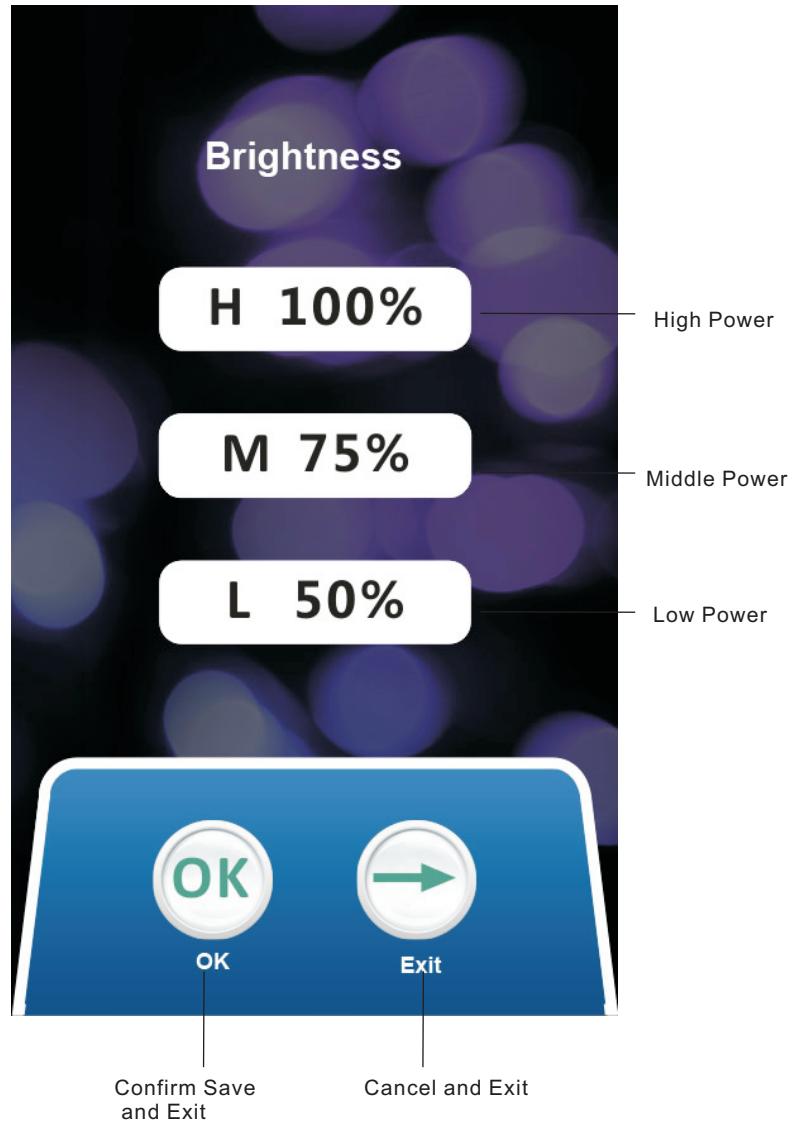 Brightness
H 100%
High Power
M 75%
Middle Power
L 50%
Low Power
OK
OK
Exit
Confirm Save
and Exit
Cancel and Exit